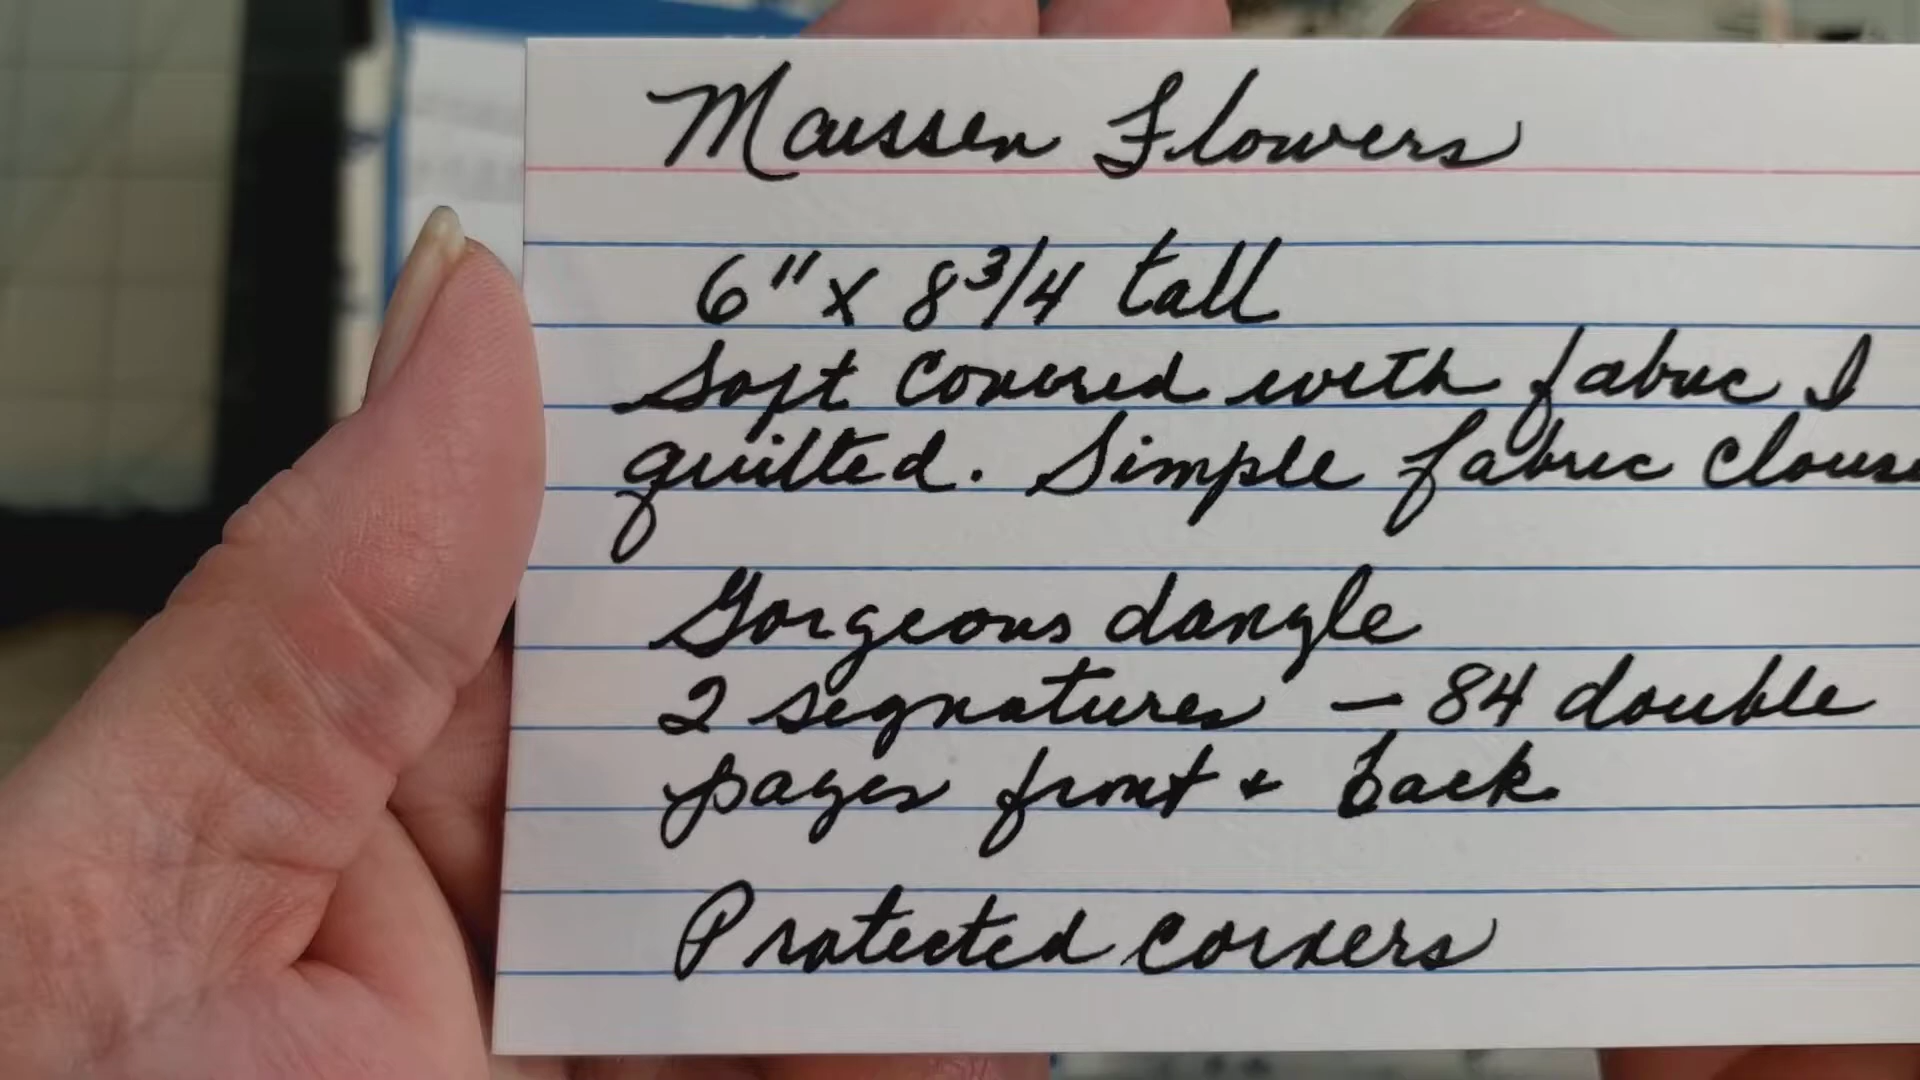 Maussen Flowers
6" x 8 3/4 tall
Soft covered with fabric I
quilted. Simple fabric clouse
Gorgeous dangle
2 signatures - 84 double
pages front + back
Protected corners